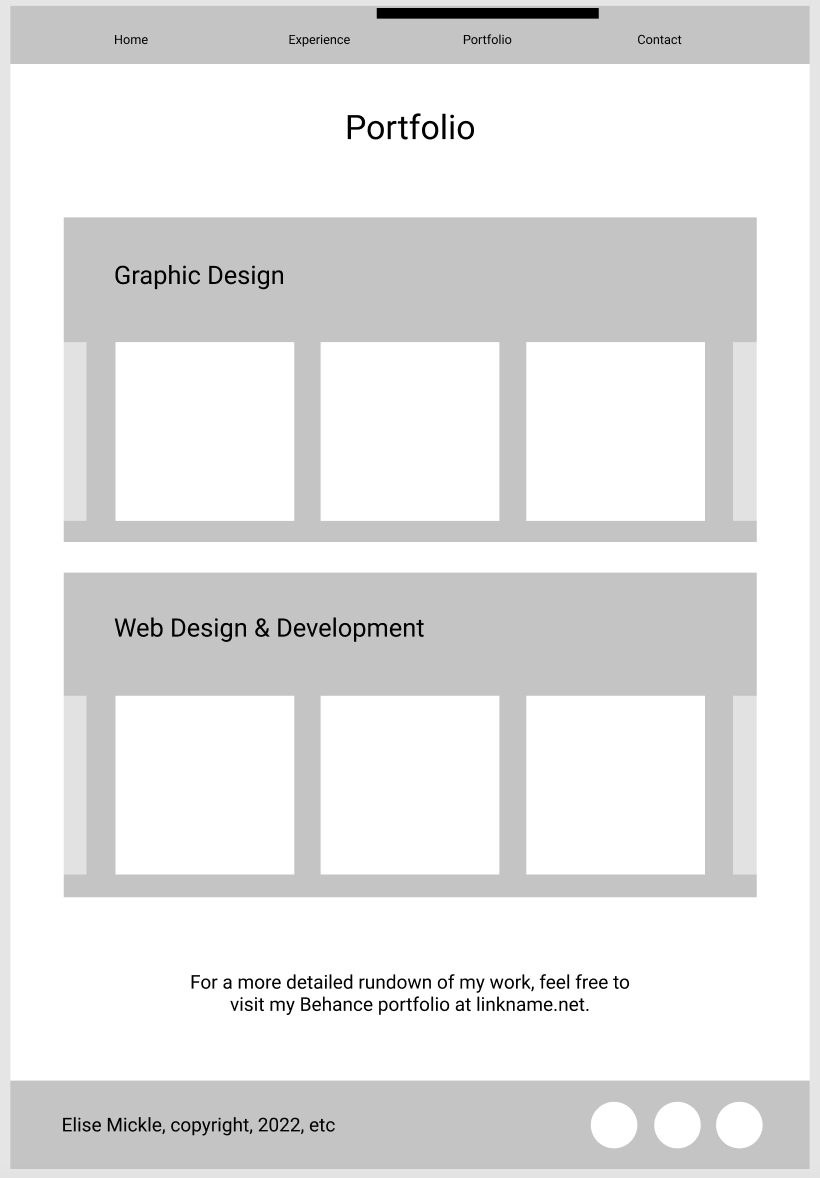 Home Experience Portfolio Contact
Portfolio
Graphic Design
Web Design & Development
For a more detailed rundown of my work, feel free to
visit my Behance portfolio at linkname.net.
Elise Mickle, copyright, 2022, etc